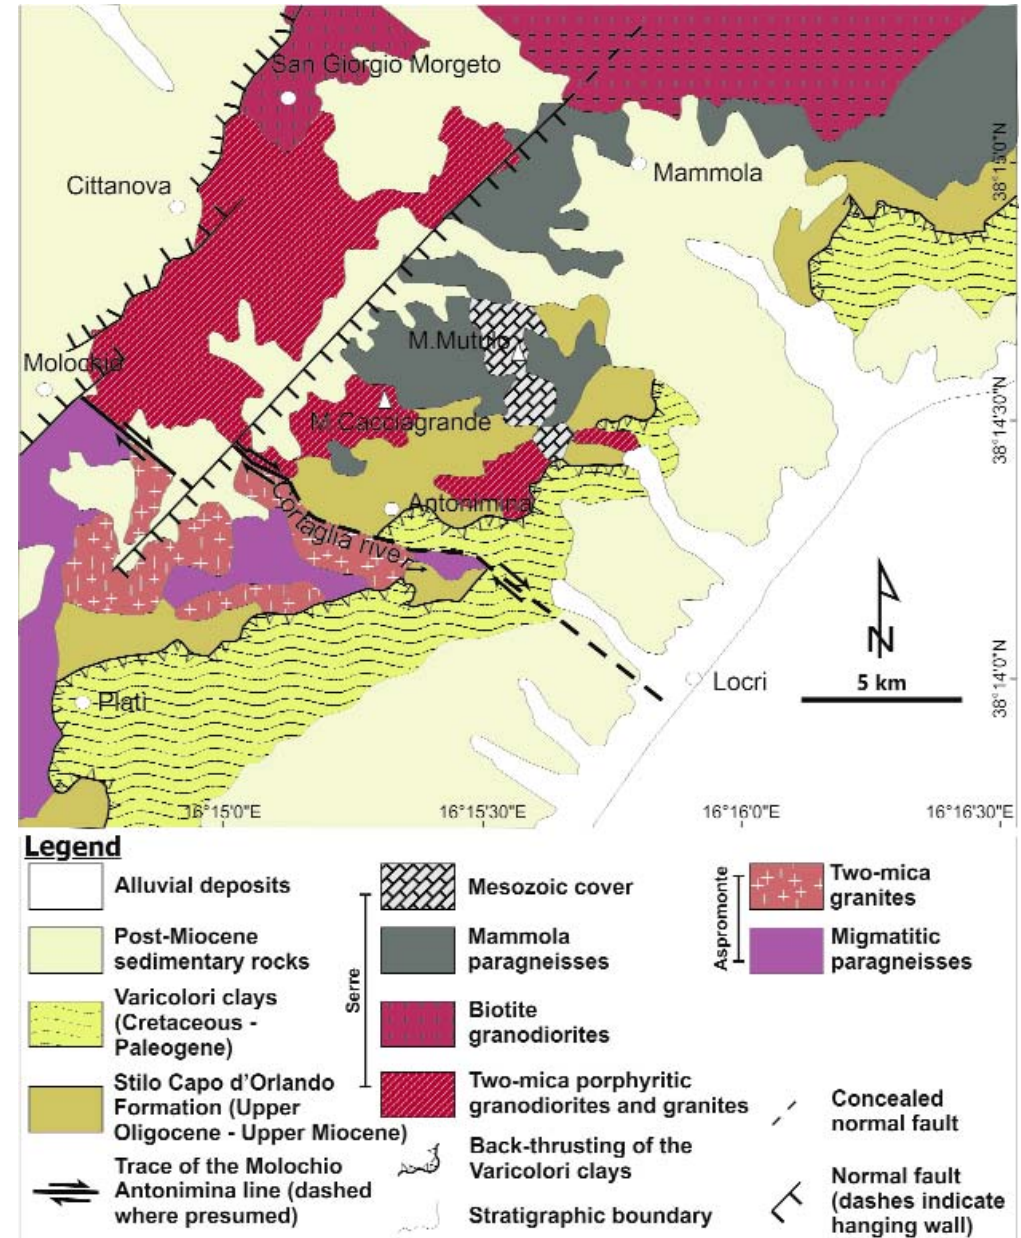 San Giorgio Morgeto
Cittanova
Mammola
38°15'0"N
M.Mutulo
Molochio
M.Cacciagrande
38°14'30"N
Antonimina
Cortaglia river
N
5 km
Locri
38°14'0"N
Platì
16°15'0"E
16°15'30"E
16°16'0"E
16°16'30"E
Legend
Alluvial deposits
Post-Miocene
sedimentary rocks
Varicolori clays
(Cretaceous -
Paleogene)
Stilo Capo d'Orlando
Formation (Upper
Oligocene - Upper Miocene)
Trace of the Molochio
Antonimina line (dashed
where presumed)
Serre
Mesozoic cover
Mammola
paragneisses
Biotite
granodiorites
Two-mica porphyritic
granodiorites and granites
Back-thrusting of the
Varicolori clays
Stratigraphic boundary
Aspromonte
Two-mica
granites
Migmatitic
paragneisses
Concealed
normal fault
Normal fault
(dashes indicate
hanging wall)